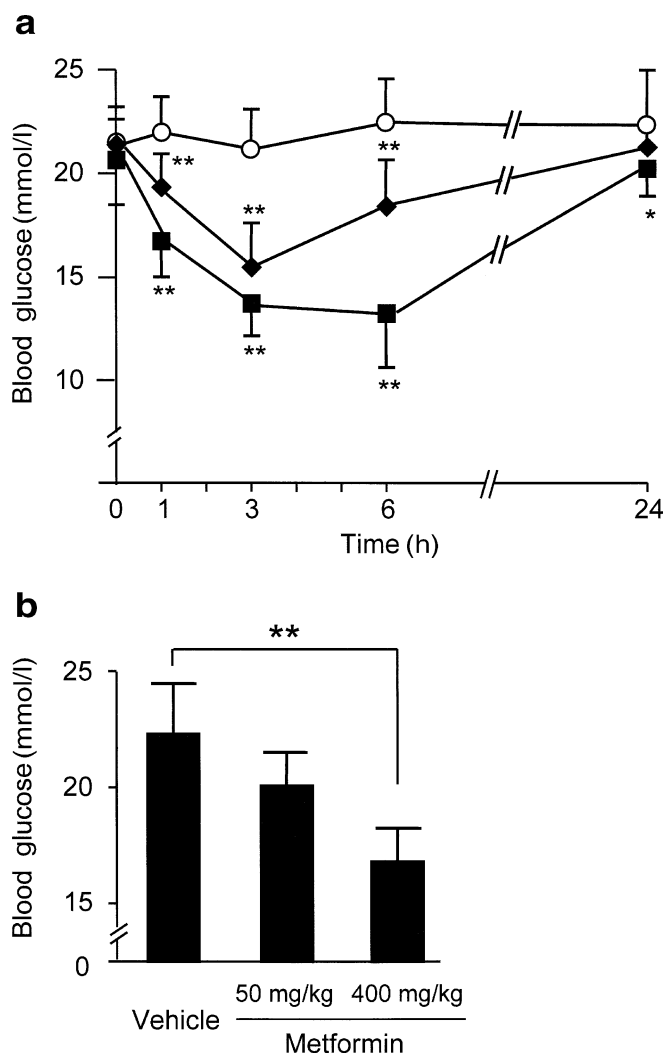 a
Blood glucose (mmol/l)
25
20
15
10
**
**
**
**
**
**
*
0 1 3 6 24
Time (h)
b
Blood glucose (mmol/l)
25
20
15
0
**
50 mg/kg 400 mg/kg
Vehicle
Metformin